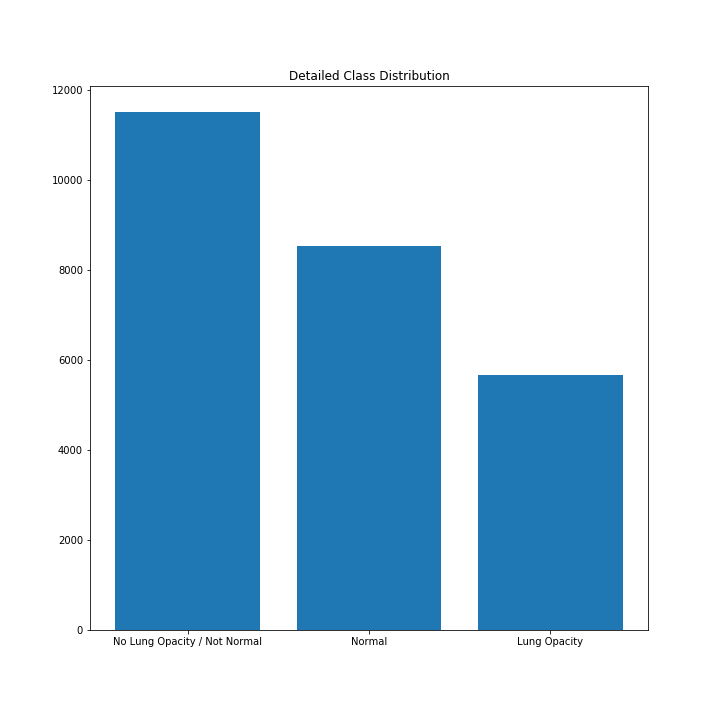 Detailed Class Distribution
12000
10000
8000
6000
4000
2000
0
No Lung Opacity / Not Normal
Normal
Lung Opacity